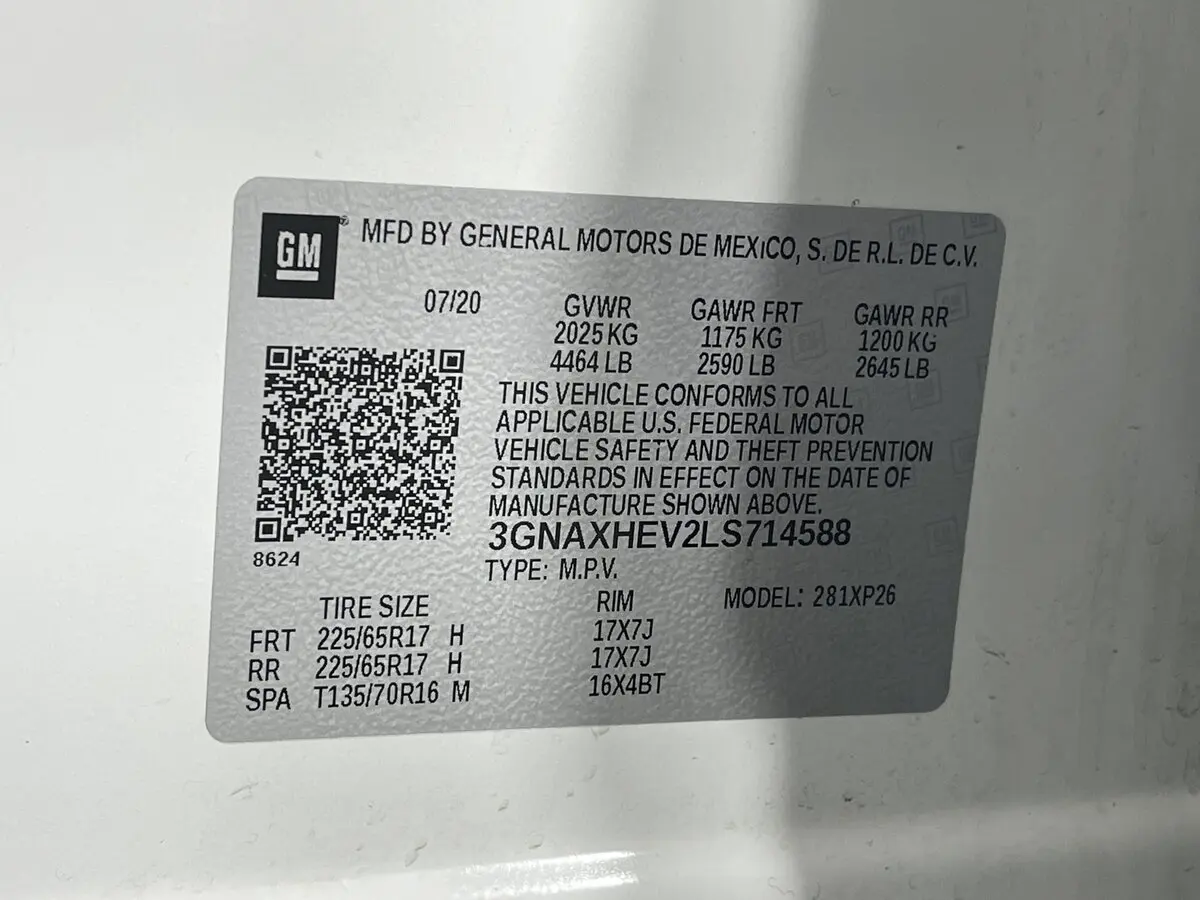 GM ® MFD BY GENERAL MOTORS DE MEXICO, S. DE R.L. DE C.V.
07/20 GVWR GAWR FRT GAWR RR
2025 KG 1175 KG 1200 KG
4464 LB 2590 LB 2645 LB
THIS VEHICLE CONFORMS TO ALL
APPLICABLE U.S. FEDERAL MOTOR
VEHICLE SAFETY AND THEFT PREVENTION
STANDARDS IN EFFECT ON THE DATE OF
MANUFACTURE SHOWN ABOVE.
3GNAXHEV2LS714588
8624
TYPE: M.P.V.
TIRE SIZE RIM MODEL: 281XP26
FRT 225/65R17 H 17X7J
RR 225/65R17 H 17X7J
SPA T135/70R16 M 16X4BT